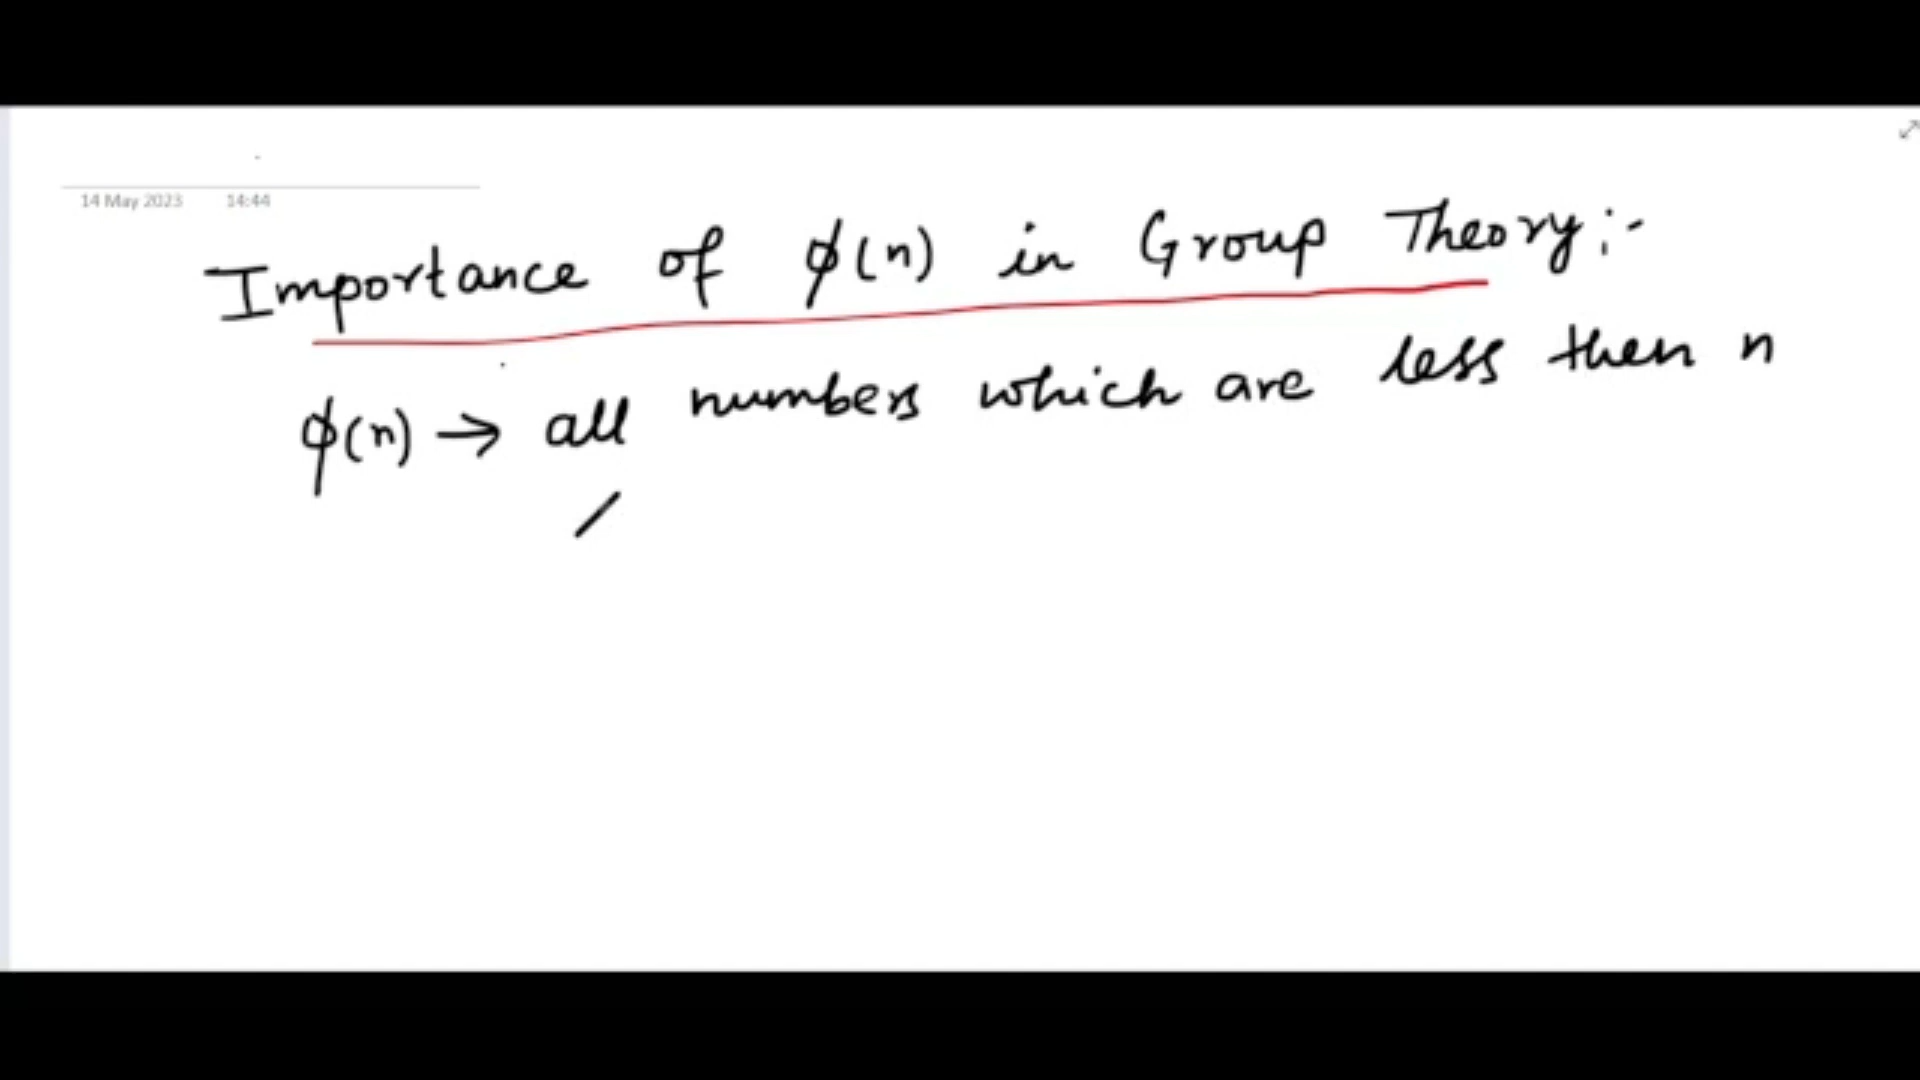 14 May 2023 14:44
Importance of ϕ(n) in Group Theory:-
ϕ(n) → all numbers which are less then n